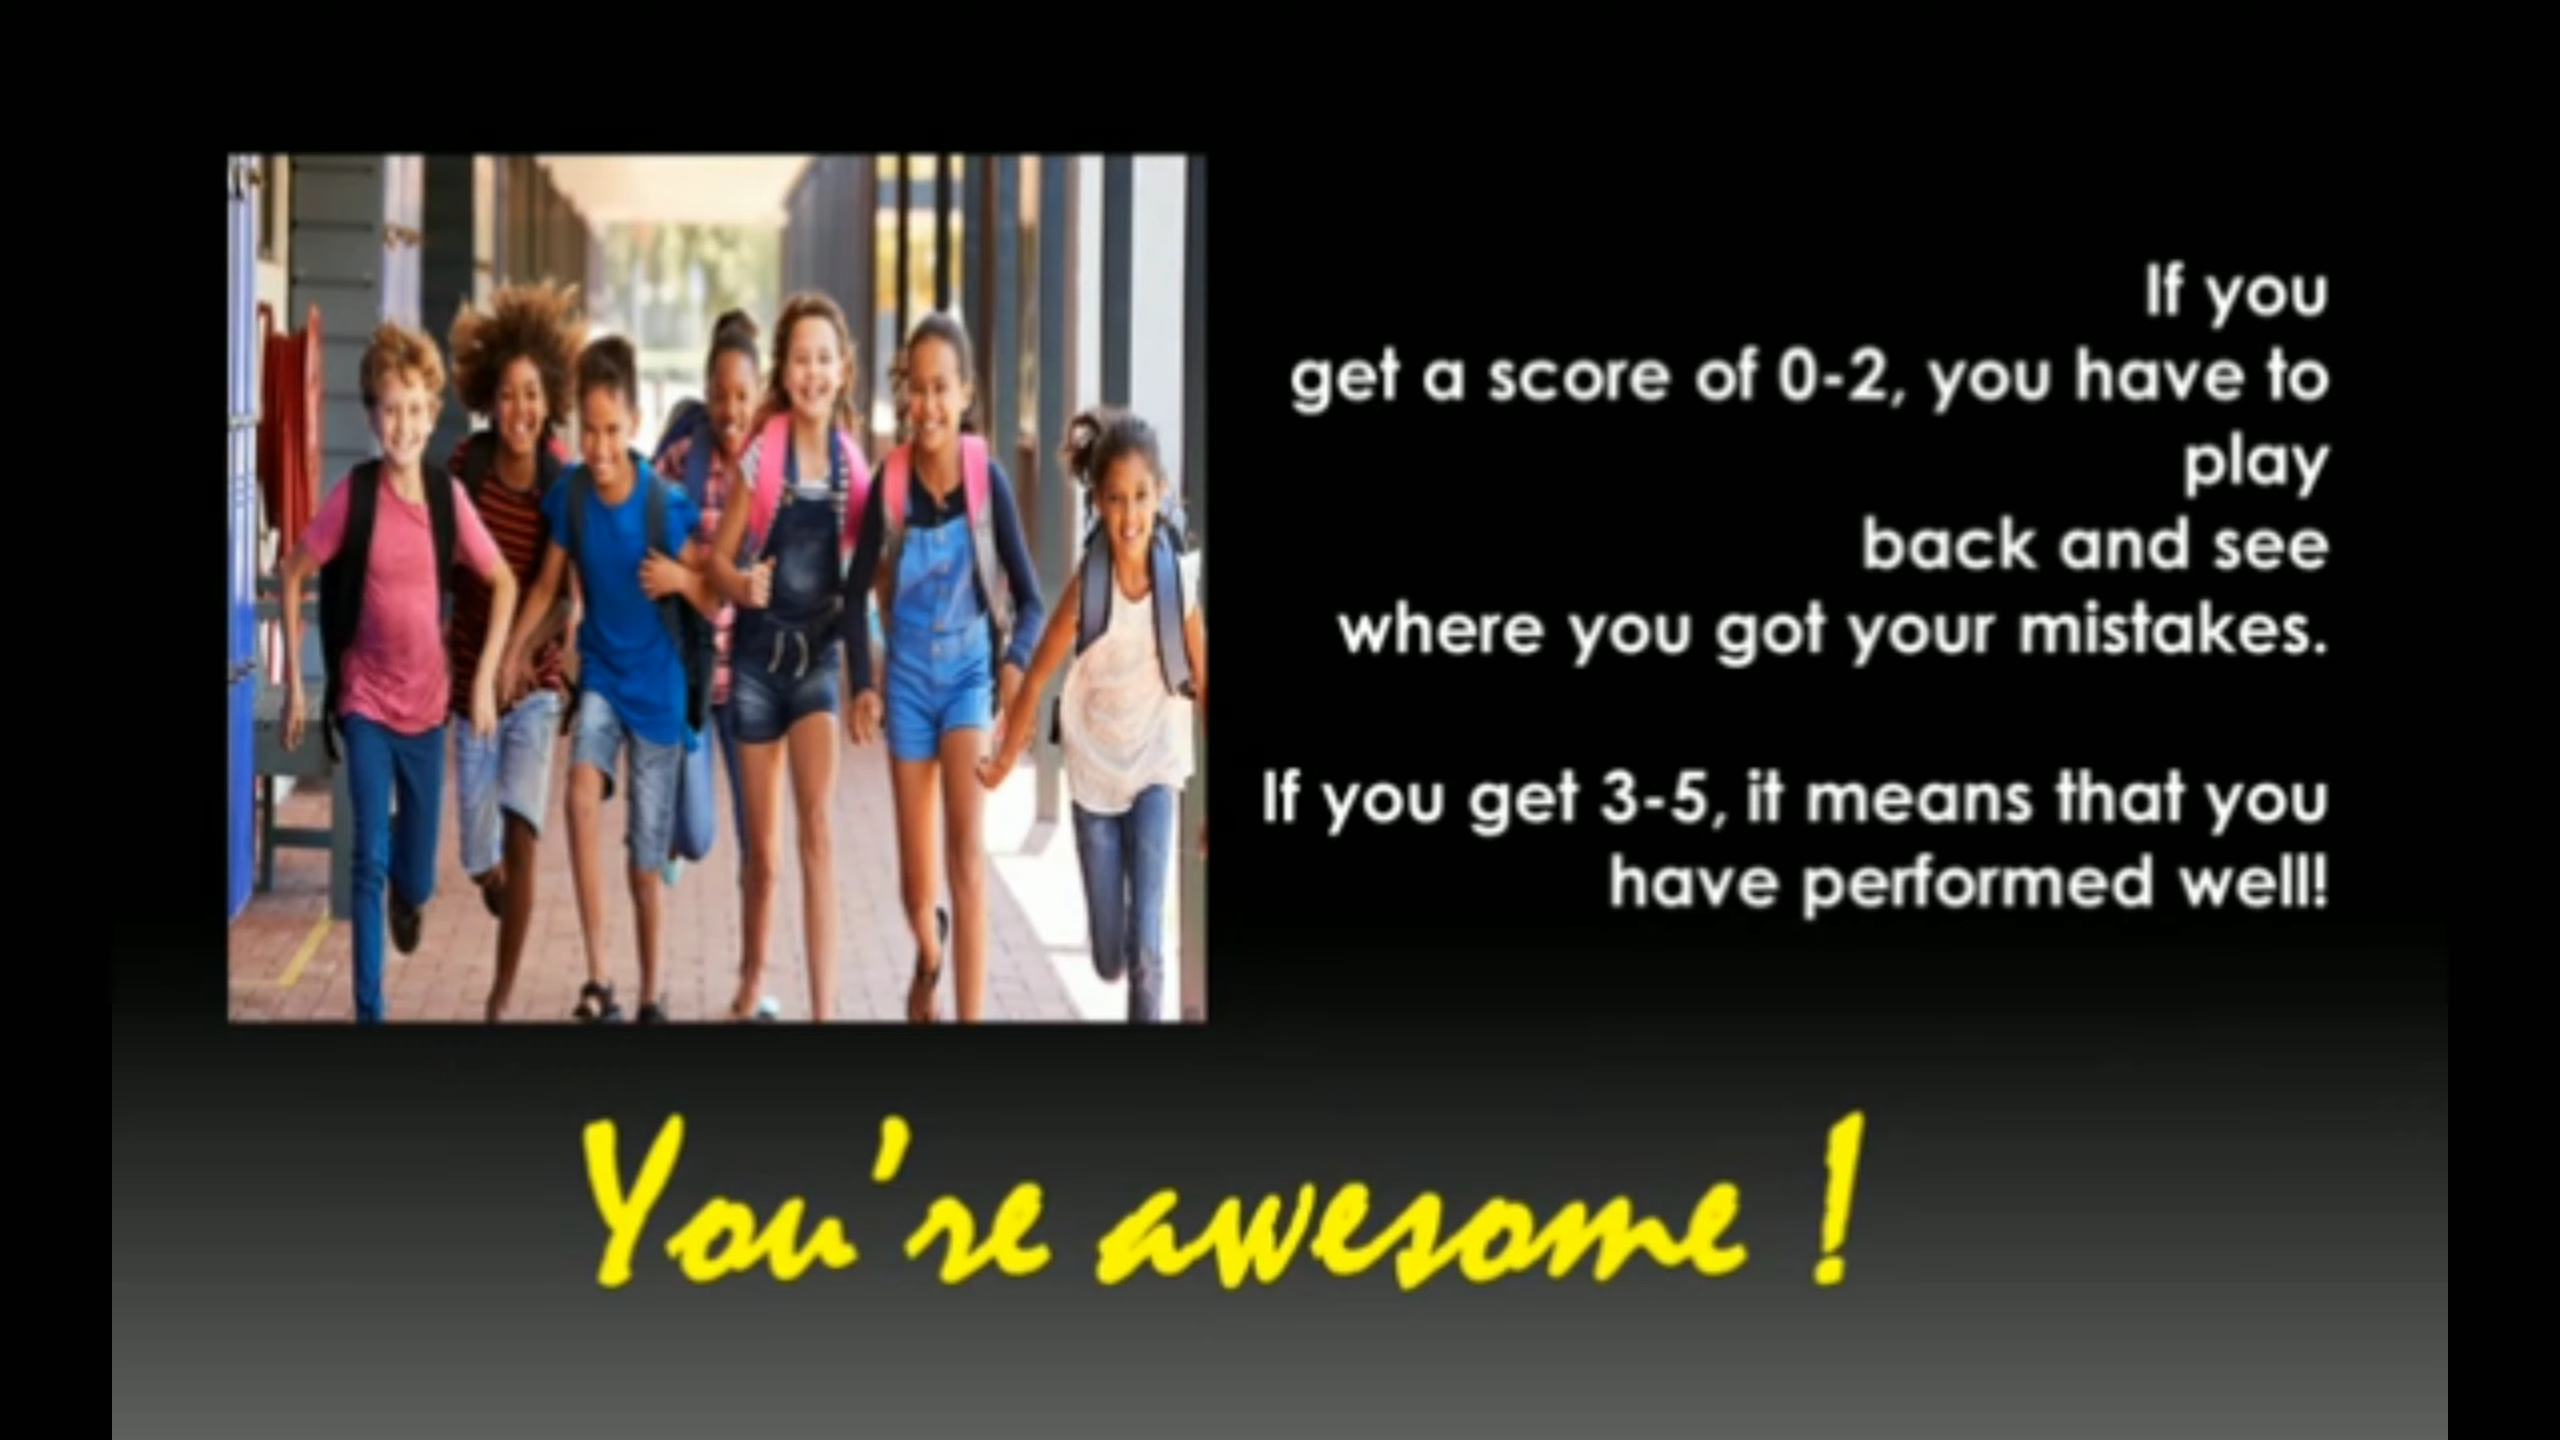 If you
get a score of 0-2, you have to
play
back and see
where you got your mistakes.
If you get 3-5, it means that you
have performed well!
You're awesome !